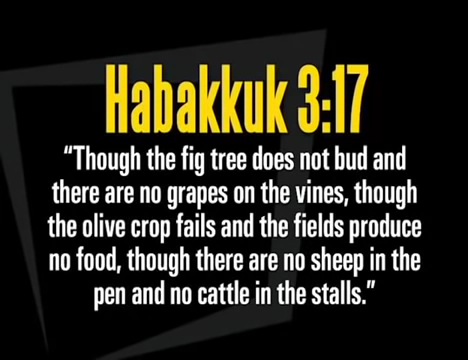 Habakkuk 3:17
“Though the fig tree does not bud and
there are no grapes on the vines, though
the olive crop fails and the fields produce
no food, though there are no sheep in the
pen and no cattle in the stalls.”